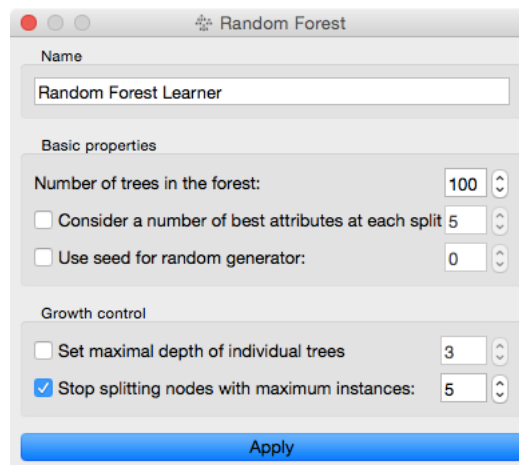 Random Forest
Name
Random Forest Learner
Basic properties
Number of trees in the forest: 100
Consider a number of best attributes at each split 5
Use seed for random generator: 0
Growth control
Set maximal depth of individual trees 3
Stop splitting nodes with maximum instances: 5
Apply